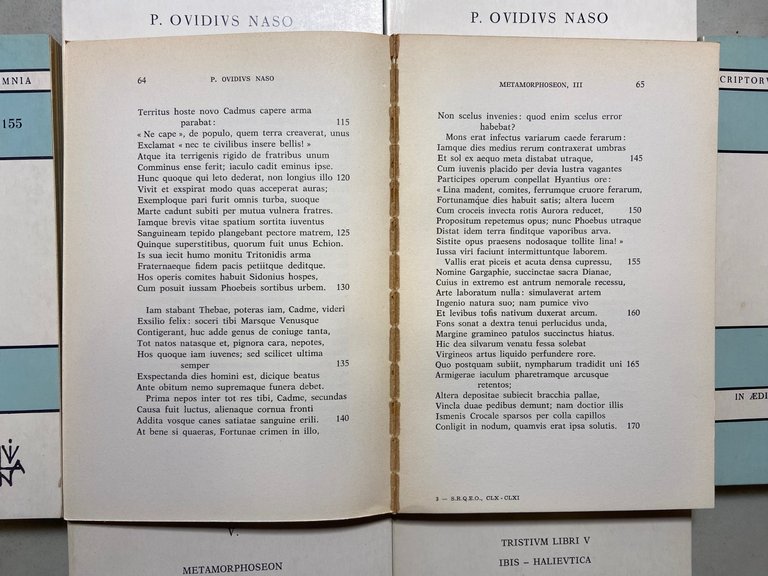 P. OVIDIVS NASO
P. OVIDIVS NASO
MNIA
155
CRIPTORV
64 P. OVIDIVS NASO
Territus hoste novo Cadmus capere arma
parabat: 115
« Ne cape », de populo, quem terra creaverat, unus
Exclamat « nec te civilibus insere bellis! »
Atque ita terrigenis rigido de fratribus unum
Comminus ense ferit; iaculo cadit eminus ipse.
Hunc quoque qui leto dederat, non longius illo 120
Vivit et exspirat modo quas acceperat auras;
Exemploque pari furit omnis turba, suoque
Marte cadunt subiti per mutua vulnera fratres.
Iamque brevis vitae spatium sortita iuventus
Sanguineam tepido plangebant pectore matrem, 125
Quinque superstitibus, quorum fuit unus Echion.
Is sua iecit humo monitu Tritonidis arma
Fraternaeque fidem pacis petiitque deditque.
Hos operis comites habuit Sidonius hospes,
Cum posuit iussam Phoebeis sortibus urbem. 130
Iam stabant Thebae, poteras iam, Cadme, videri
Exsilio felix: soceri tibi Marsque Venusque
Contigerant, huc adde genus de coniuge tanta,
Tot natos natasque et, pignora cara, nepotes,
Hos quoque iam iuvenes; sed scilicet ultima
semper 135
Exspectanda dies homini est, dicique beatus
Ante obitum nemo supremaque funera debet.
Prima nepos inter tot res tibi, Cadme, secundas
Causa fuit luctus, alienaque cornua fronti
Addita vosque canes satiatae sanguine erili. 140
At bene si quaeras, Fortunae crimen in illo,
METAMORPHOSEON, III 65
Non scelus invenies: quod enim scelus error
habebat?
Mons erat infectus variarum caede ferarum:
Iamque dies medius rerum contraxerat umbras
Et sol ex aequo meta distabat utraque, 145
Cum iuvenis placido per devia lustra vagantes
Participes operum conpellat Hyantius ore:
« Lina madent, comites, ferrumque cruore ferarum,
Fortunamque dies habuit satis; altera lucem
Cum croceis invecta rotis Aurora reducet, 150
Propositum repetemus opus; nunc Phoebus utraque
Distat idem terra finditque vaporibus arva.
Sistite opus praesens nodosaque tollite lina! »
Iussa viri faciunt intermittuntque laborem.
Vallis erat piceis et acuta densa cupressu, 155
Nomine Gargaphie, succinctae sacra Dianae,
Cuius in extremo est antrum nemorale recessu,
Arte laboratum nulla: simulaverat artem
Ingenio natura suo; nam pumice vivo
Et levibus tofis nativum duxerat arcum. 160
Fons sonat a dextra tenui perlucidus unda,
Margine gramineo patulos succinctus hiatus.
Hic dea silvarum venatu fessa solebat
Virgineos artus liquido perfundere rore.
Quo postquam subiit, nympharum tradidit uni 165
Armigerae iaculum pharetramque arcusque
retentos;
Altera depositae subiecit bracchia pallae,
Vincla duae pedibus demunt; nam doctior illis
Ismenis Crocale sparsos per colla capillos
Conligit in nodum, quamvis erat ipsa solutis. 170
3 — S.R.Q.E.O., CLX - CLXI
IN ÆDI
V.
METAMORPHOSEON
TRISTIVM LIBRI V
IBIS – HALIEVTICA